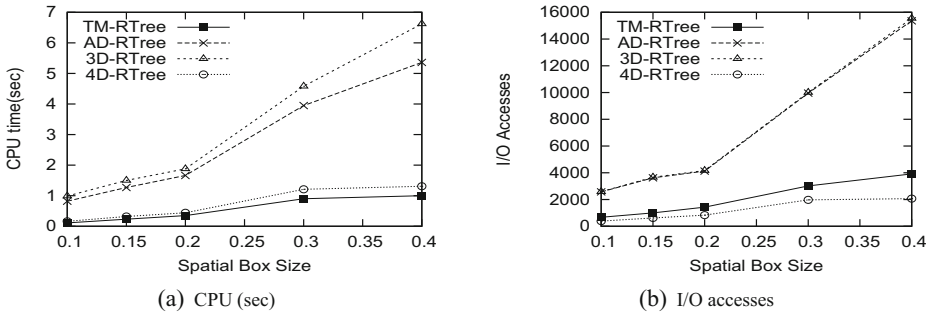 CPU time(sec)
7
6
5
4
3
2
1
0
TM-RTree
AD-RTree
3D-RTree
4D-RTree
0.1 0.15 0.2 0.25 0.3 0.35 0.4
Spatial Box Size
(a) CPU (sec)
I/O Accesses
16000
14000
12000
10000
8000
6000
4000
2000
0
TM-RTree
AD-RTree
3D-RTree
4D-RTree
0.1 0.15 0.2 0.25 0.3 0.35 0.4
Spatial Box Size
(b) I/O accesses